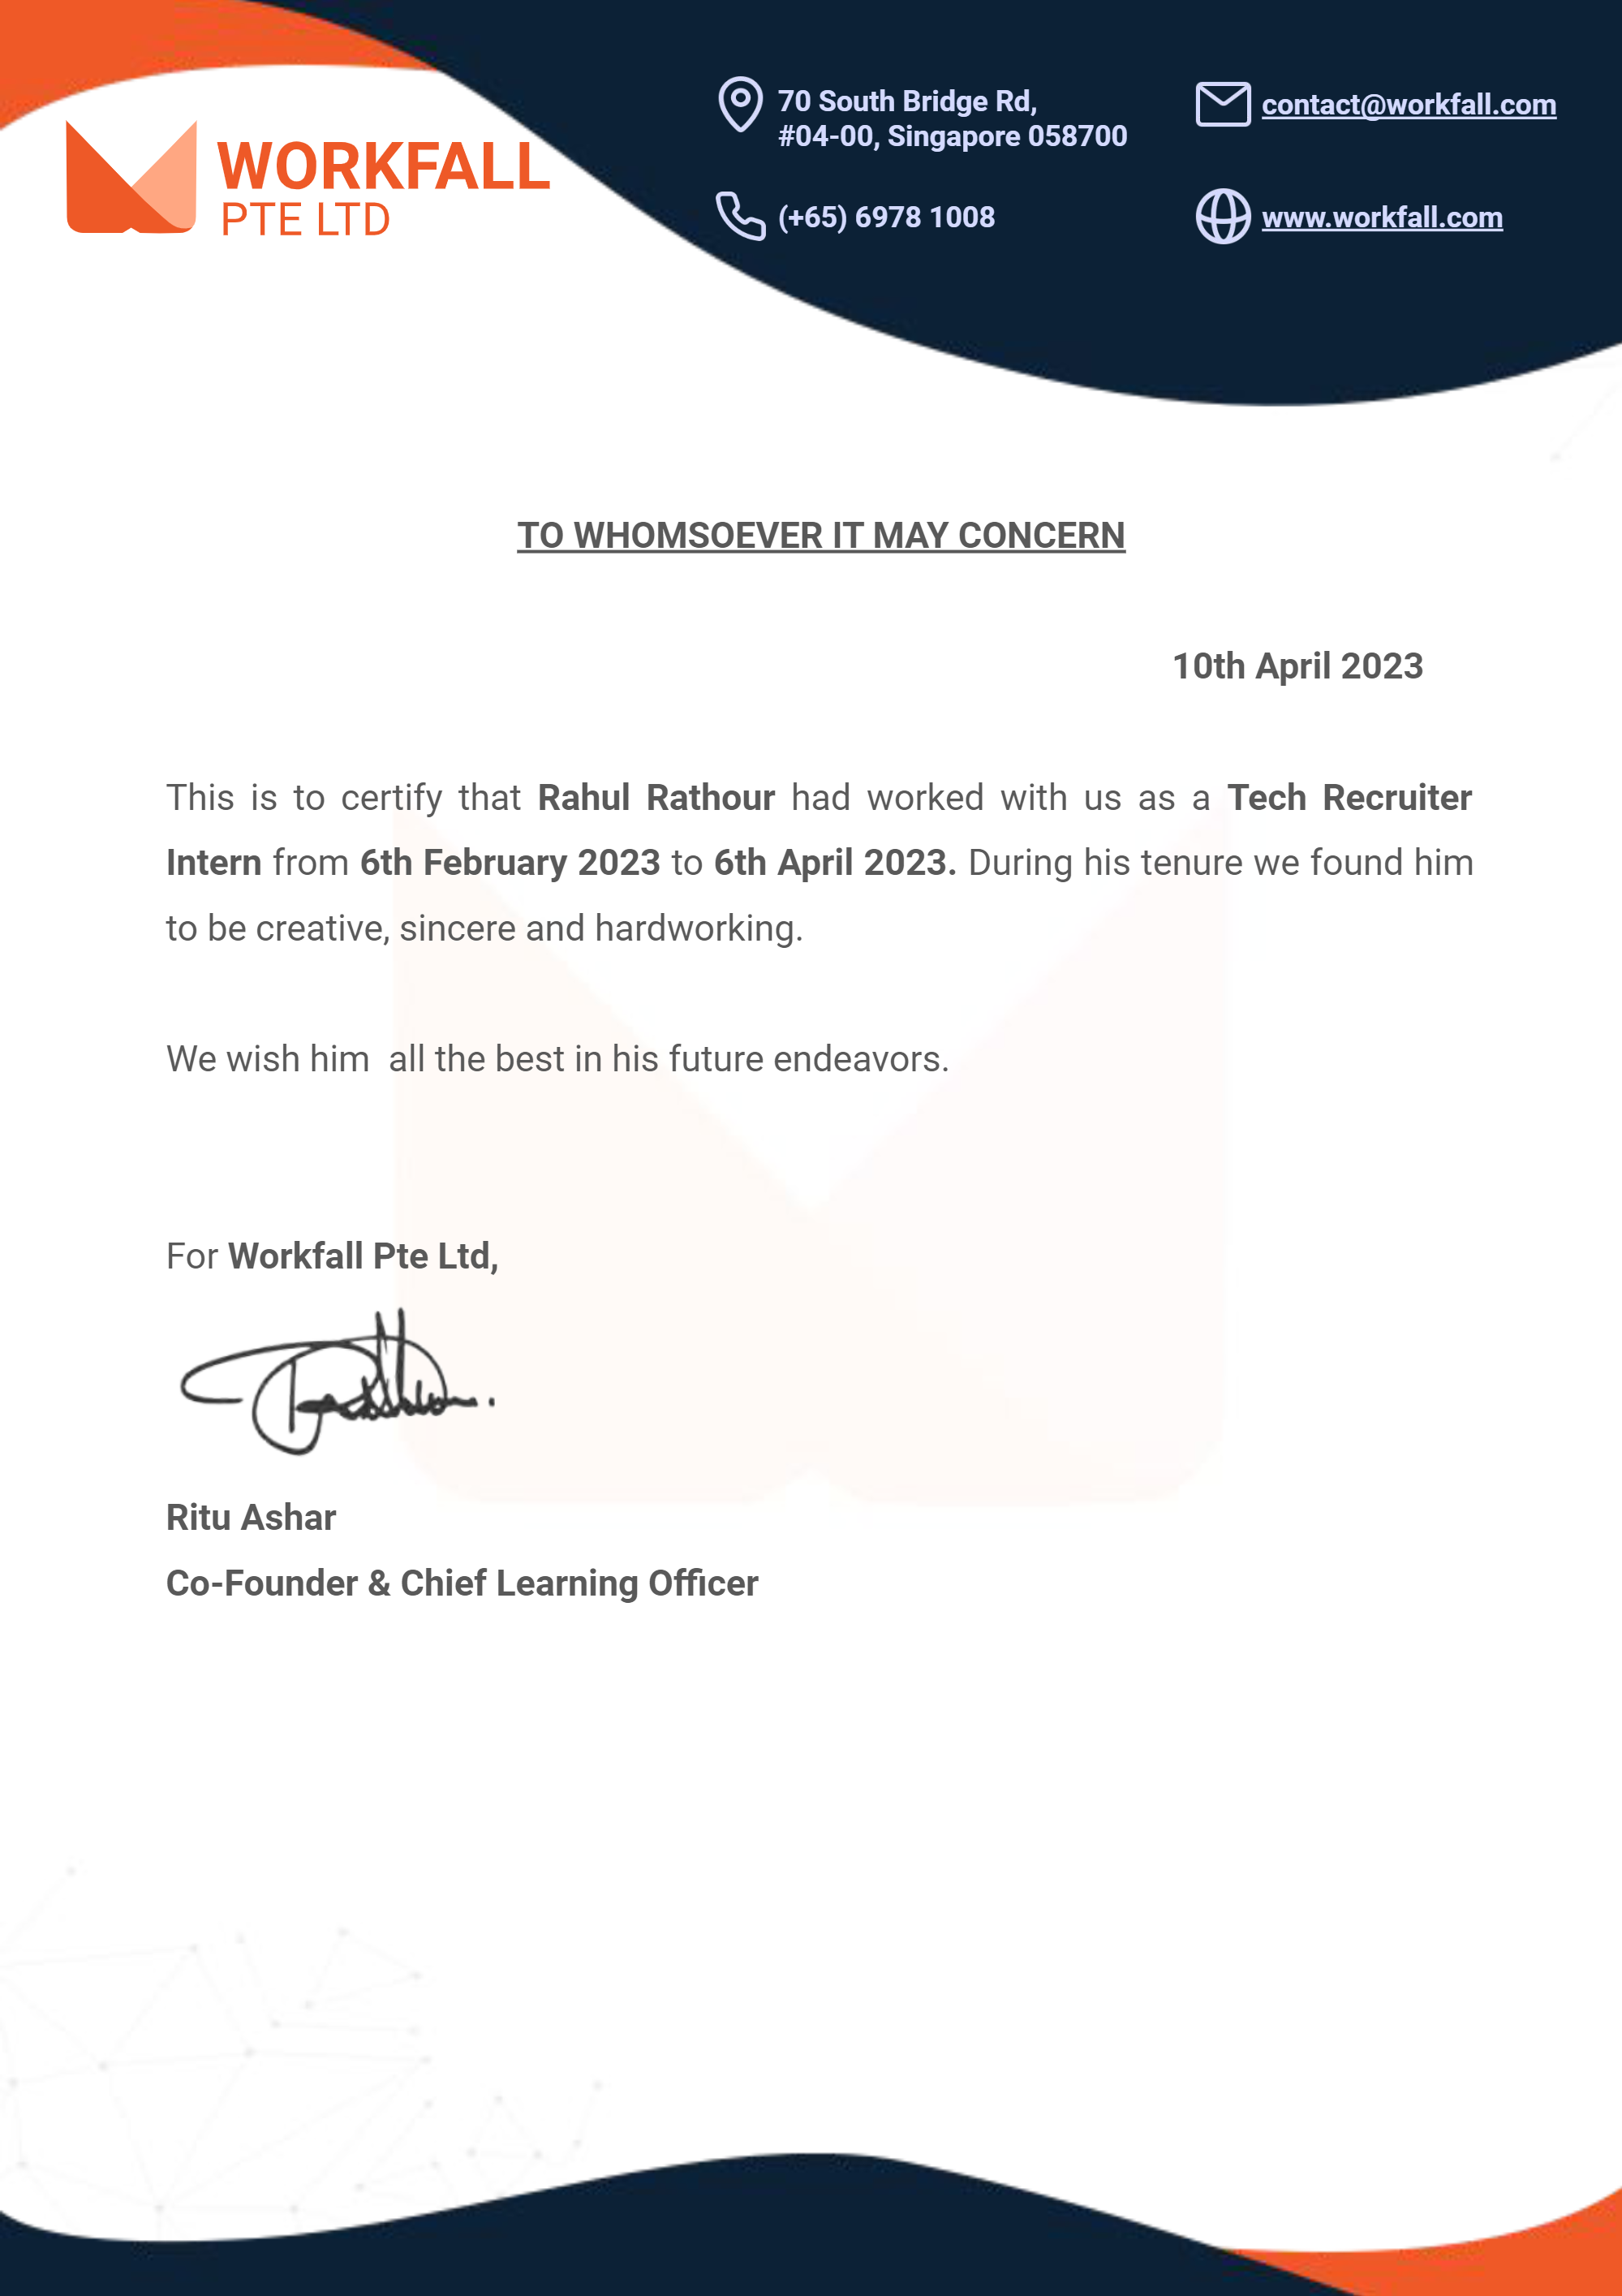 WORKFALL
PTE LTD
70 South Bridge Rd,
#04-00, Singapore 058700
contact@workfall.com
(+65) 6978 1008
www.workfall.com
TO WHOMSOEVER IT MAY CONCERN
10th April 2023
This is to certify that Rahul Rathour had worked with us as a Tech Recruiter
Intern from 6th February 2023 to 6th April 2023. During his tenure we found him
to be creative, sincere and hardworking.
We wish him  all the best in his future endeavors.
For Workfall Pte Ltd,
Ritu Ashar
Co-Founder & Chief Learning Officer